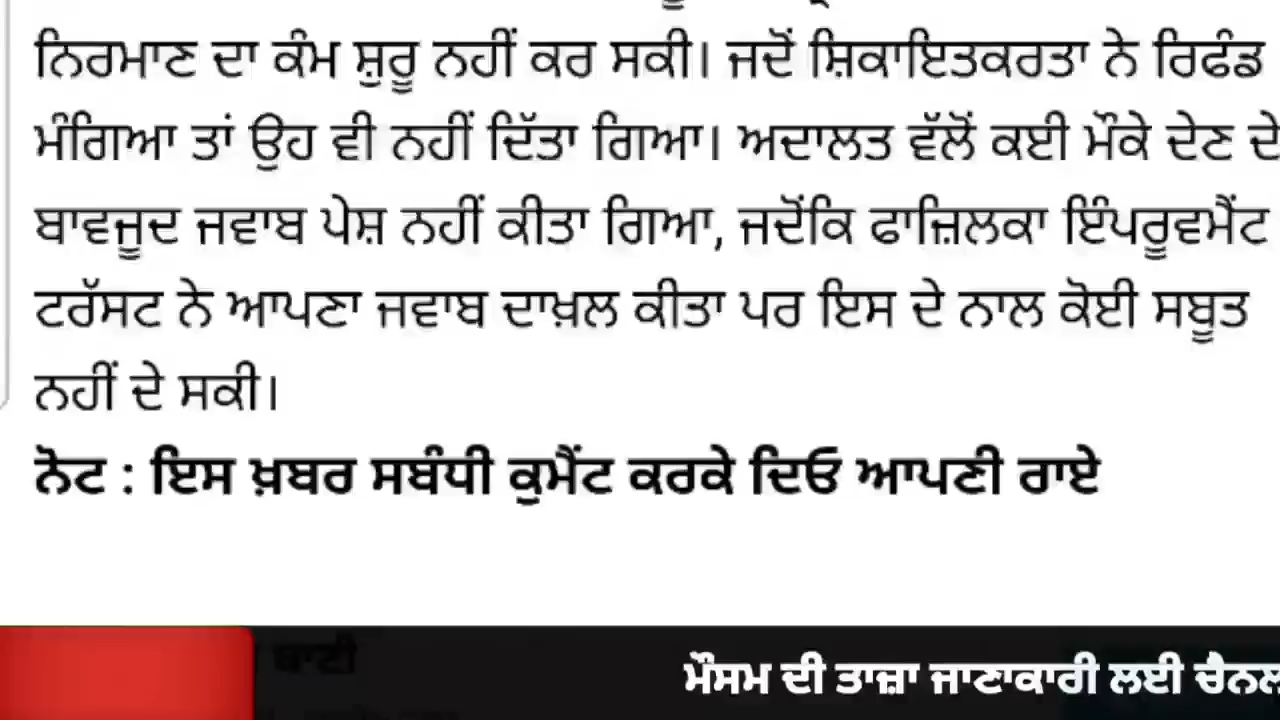 ਨਿਰਮਾਣ ਦਾ ਕੰਮ ਸ਼ੁਰੂ ਨਹੀਂ ਕਰ ਸਕੀ। ਜਦੋਂ ਸ਼ਿਕਾਇਤਕਰਤਾ ਨੇ ਰਿਫੰਡ
ਮੰਗਿਆ ਤਾਂ ਉਹ ਵੀ ਨਹੀਂ ਦਿੱਤਾ ਗਿਆ। ਅਦਾਲਤ ਵੱਲੋਂ ਕਈ ਮੌਕੇ ਦੇਣ ਦੇ
ਬਾਵਜੂਦ ਜਵਾਬ ਪੇਸ਼ ਨਹੀਂ ਕੀਤਾ ਗਿਆ, ਜਦੋਂਕਿ ਫਾਜ਼ਿਲਕਾ ਇੰਪਰੂਵਮੈਂਟ
ਟਰੱਸਟ ਨੇ ਆਪਣਾ ਜਵਾਬ ਦਾਖ਼ਲ ਕੀਤਾ ਪਰ ਇਸ ਦੇ ਨਾਲ ਕੋਈ ਸਬੂਤ
ਨਹੀਂ ਦੇ ਸਕੀ।
ਨੋਟ : ਇਸ ਖ਼ਬਰ ਸਬੰਧੀ ਕੁਮੈਂਟ ਕਰਕੇ ਦਿਓ ਆਪਣੀ ਰਾਏ
ਬਾਣੀ
ਮੌਸਮ ਦੀ ਤਾਜ਼ਾ ਜਾਣਾਕਾਰੀ ਲਈ ਚੈਨਲ